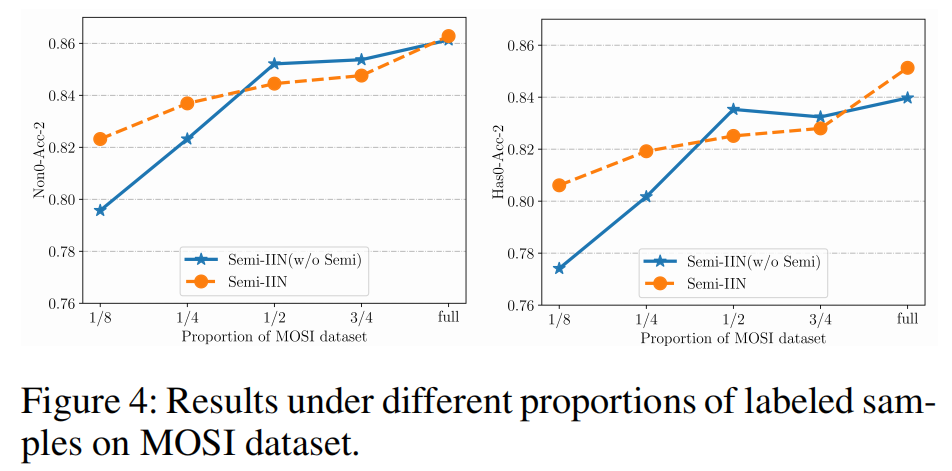 0.86
0.84
0.82
0.80
0.78
0.76
Non0-Acc-2
1/8 1/4 1/2 3/4 full
Proportion of MOSI dataset
Semi-IIN(w/o Semi)
Semi-IIN
0.86
0.84
0.82
0.80
0.78
0.76
Has0-Acc-2
1/8 1/4 1/2 3/4 full
Proportion of MOSI dataset
Semi-IIN(w/o Semi)
Semi-IIN
Figure 4: Results under different proportions of labeled sam-
ples on MOSI dataset.